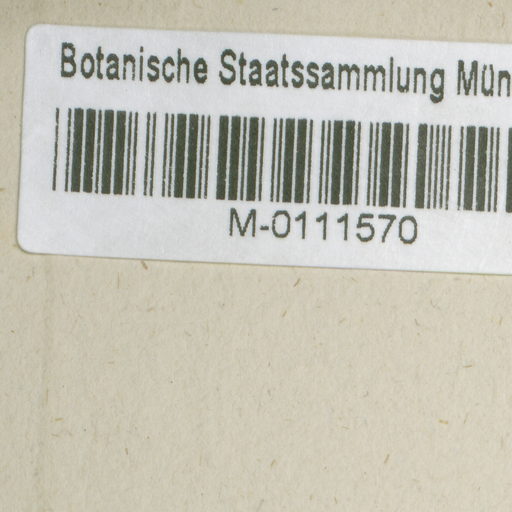 Botanische Staatssammlung Mün
M-0111570